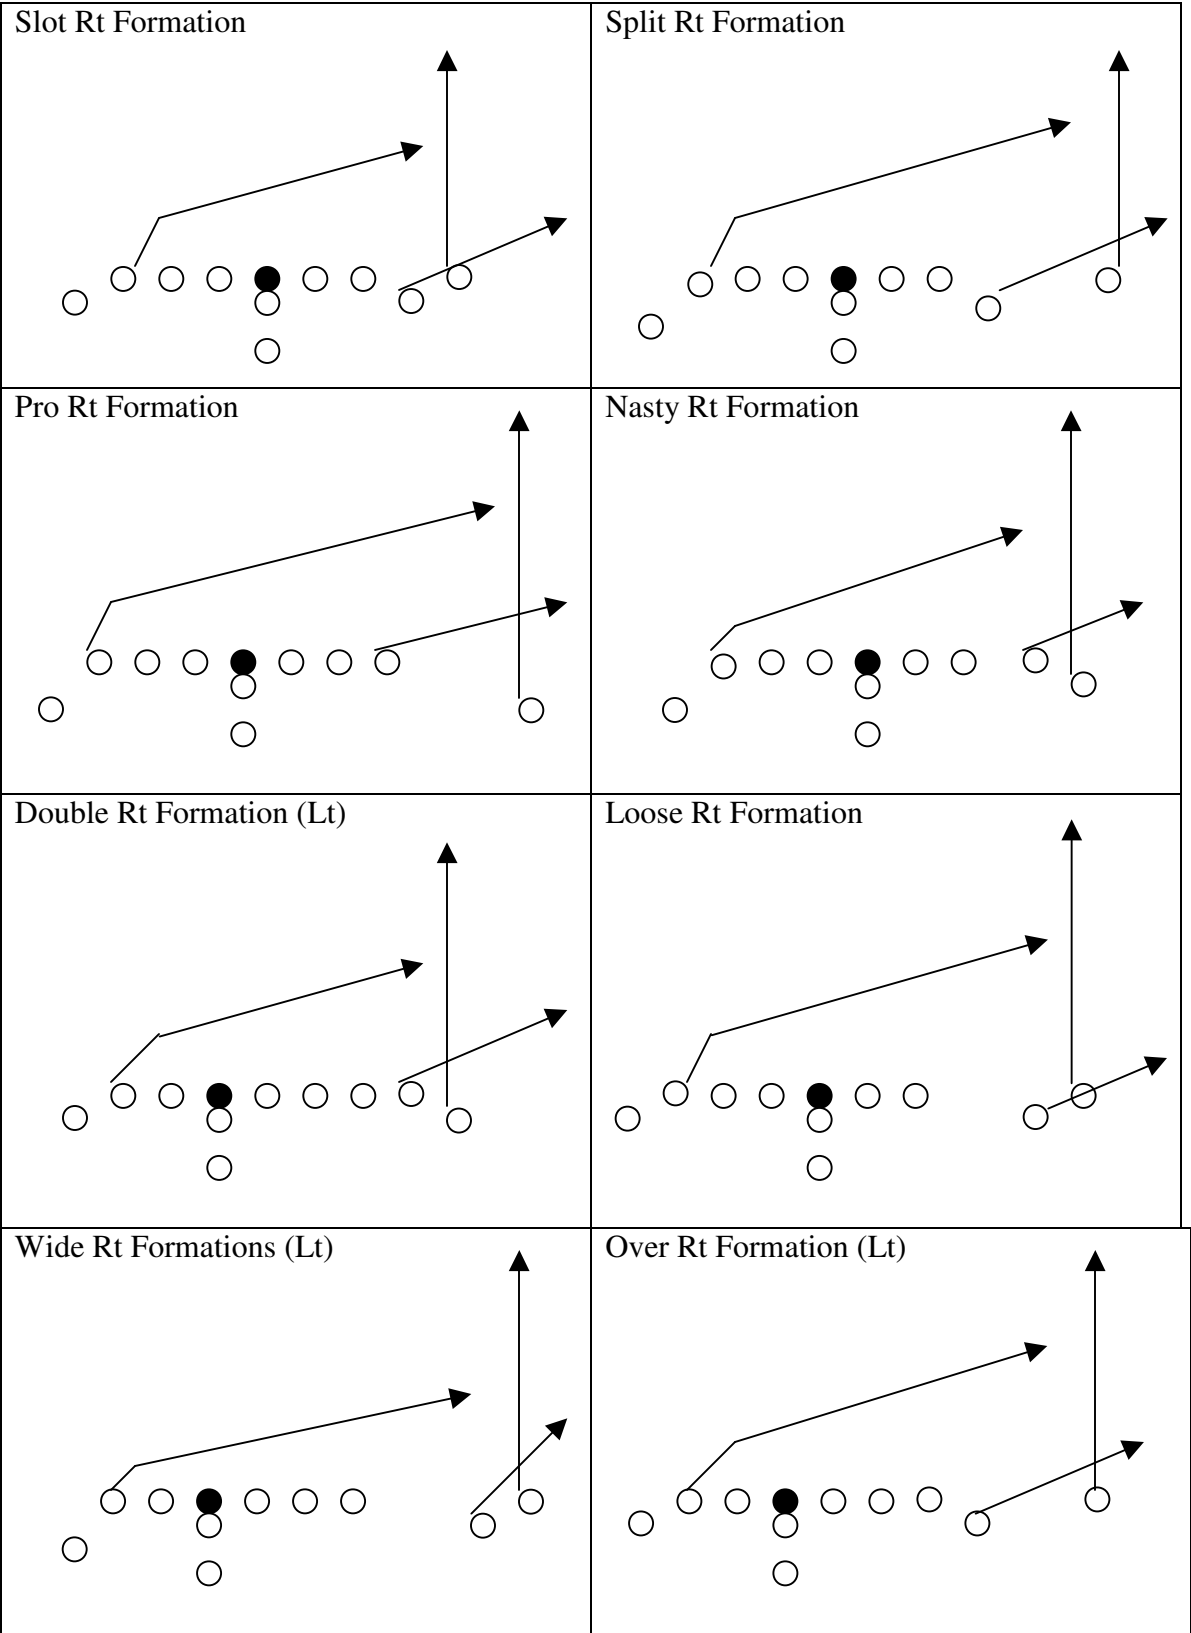 Slot Rt Formation
Split Rt Formation
Pro Rt Formation
Nasty Rt Formation
Double Rt Formation (Lt)
Loose Rt Formation
Wide Rt Formations (Lt)
Over Rt Formation (Lt)